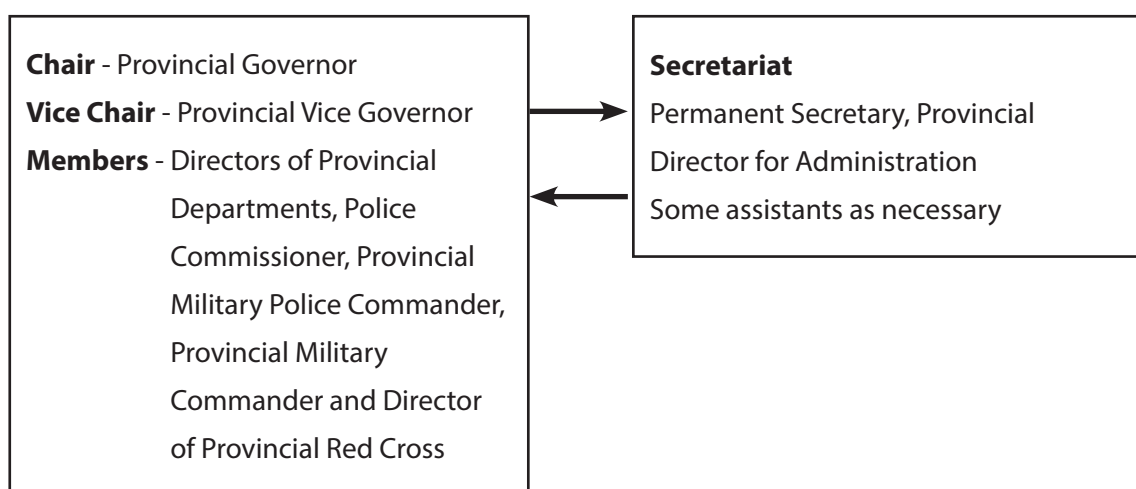 Chair - Provincial Governor
Vice Chair - Provincial Vice Governor
Members - Directors of Provincial
Departments, Police
Commissioner, Provincial
Military Police Commander,
Provincial Military
Commander and Director
of Provincial Red Cross
Secretariat
Permanent Secretary, Provincial
Director for Administration
Some assistants as necessary